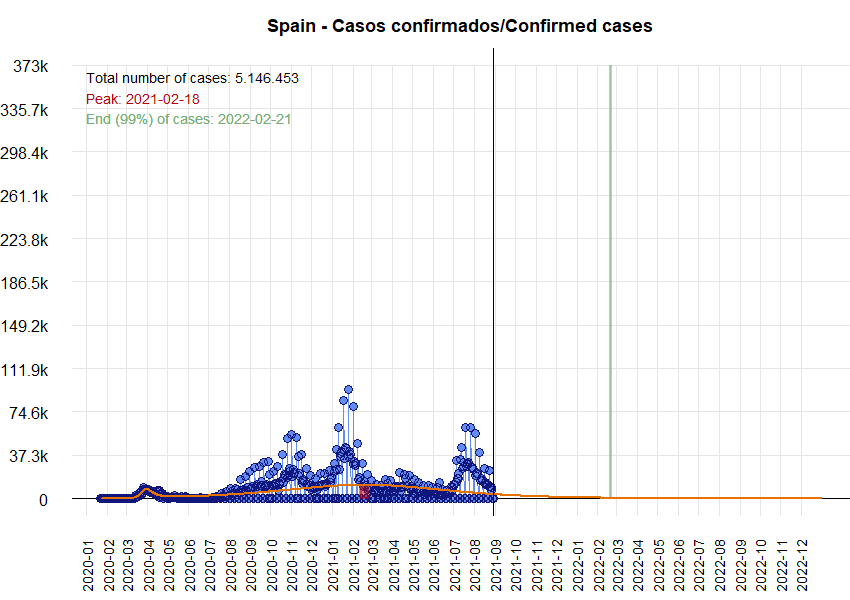 Spain - Casos confirmados/Confirmed cases
373k
335.7k
298.4k
261.1k
223.8k
186.5k
149.2k
111.9k
74.6k
37.3k
0
Total number of cases: 5.146.453
Peak: 2021-02-18
End (99%) of cases: 2022-02-21
2020-01
2020-02
2020-03
2020-04
2020-05
2020-06
2020-07
2020-08
2020-09
2020-10
2020-11
2020-12
2021-01
2021-02
2021-03
2021-04
2021-05
2021-06
2021-07
2021-08
2021-09
2021-10
2021-11
2021-12
2022-01
2022-02
2022-03
2022-04
2022-05
2022-06
2022-07
2022-08
2022-09
2022-10
2022-11
2022-12